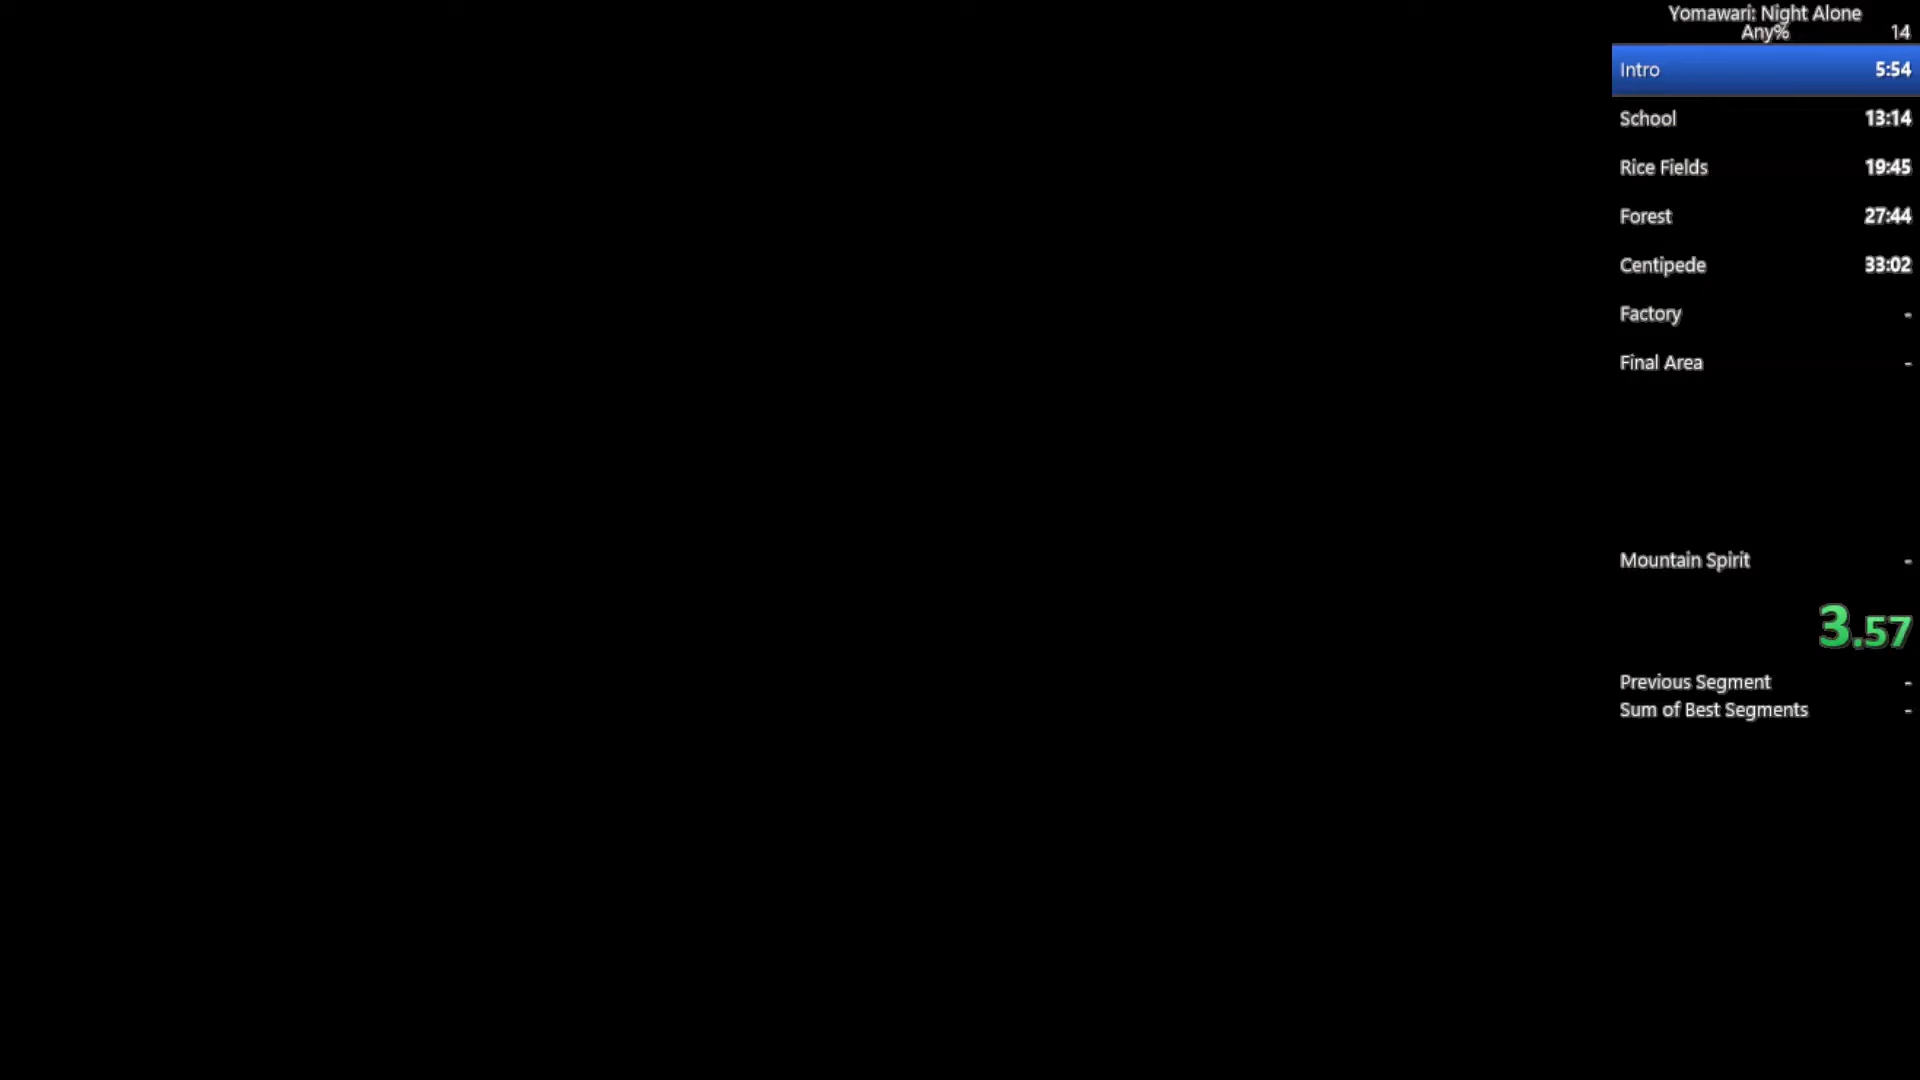 Yomawari: Night Alone
Any% 14
Intro 5:54
School 13:14
Rice Fields 19:45
Forest 27:44
Centipede 33:02
Factory -
Final Area -
Mountain Spirit -
3.57
Previous Segment -
Sum of Best Segments -